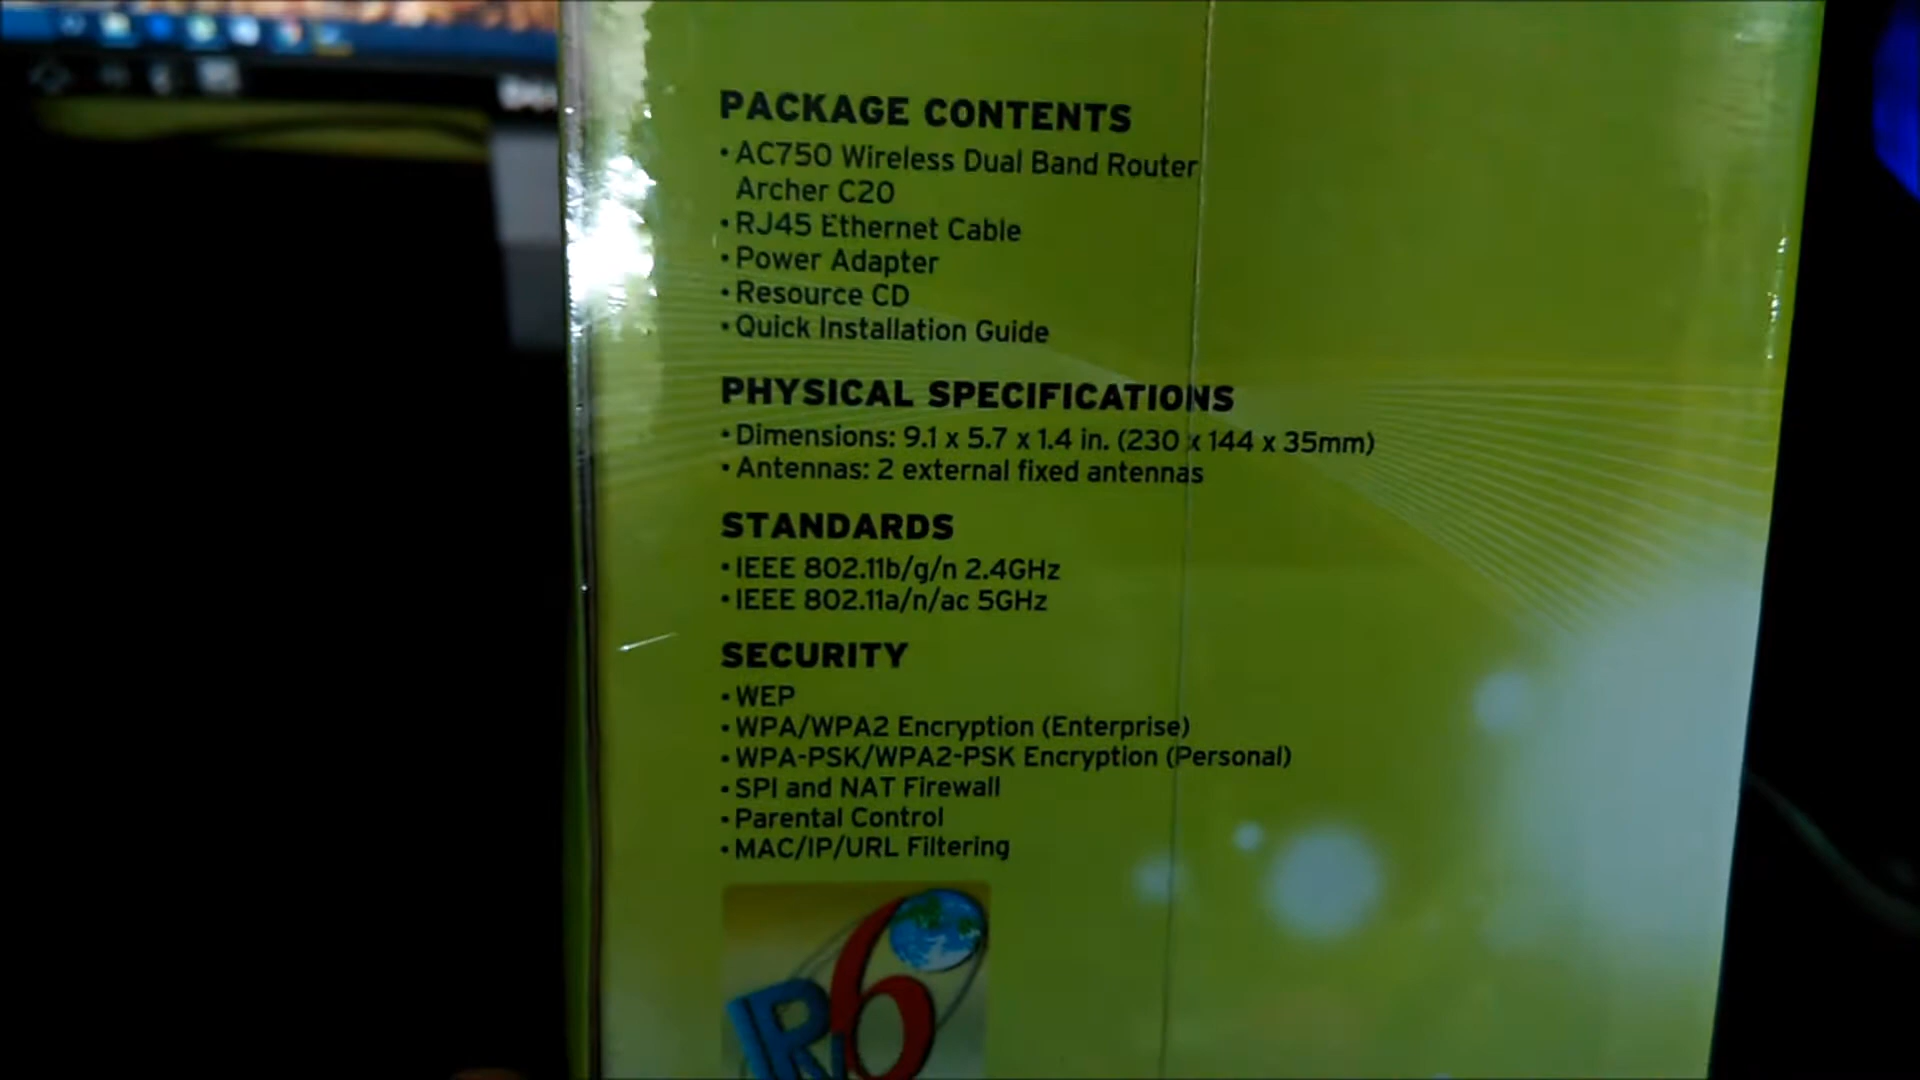 PACKAGE CONTENTS
• AC750 Wireless Dual Band Router
Archer C20
• RJ45 Ethernet Cable
• Power Adapter
• Resource CD
• Quick Installation Guide
PHYSICAL SPECIFICATIONS
• Dimensions: 9.1 x 5.7 x 1.4 in. (230 x 144 x 35mm)
• Antennas: 2 external fixed antennas
STANDARDS
• IEEE 802.11b/g/n 2.4GHz
• IEEE 802.11a/n/ac 5GHz
SECURITY
• WEP
• WPA/WPA2 Encryption (Enterprise)
• WPA-PSK/WPA2-PSK Encryption (Personal)
• SPI and NAT Firewall
• Parental Control
• MAC/IP/URL Filtering
IPv6